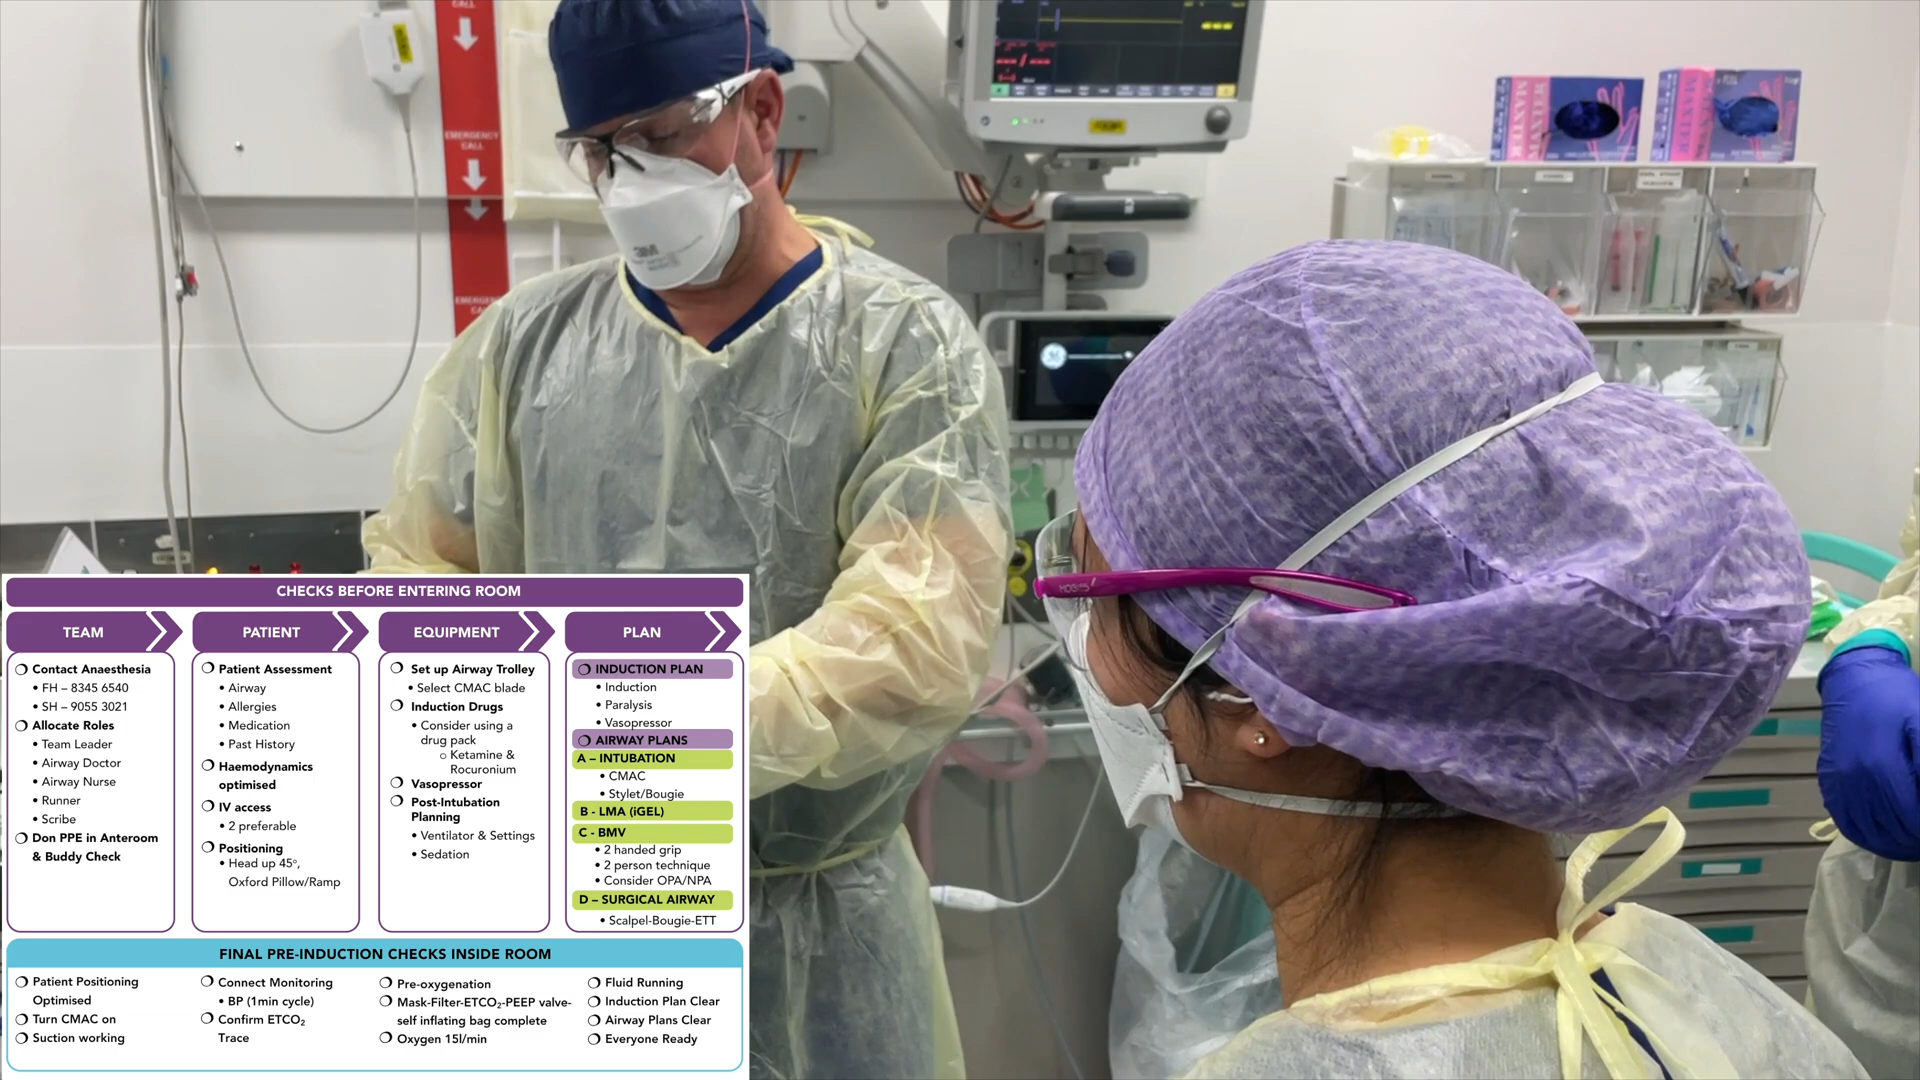 CALL
EMERGENCY
CALL
EMERGENCY
3M
MAXTER
MAXTER
MOBYS
CHECKS BEFORE ENTERING ROOM
TEAM
Contact Anaesthesia
• FH – 8345 6540
• SH – 9055 3021
Allocate Roles
• Team Leader
• Airway Doctor
• Airway Nurse
• Runner
• Scribe
Don PPE in Anteroom
& Buddy Check
PATIENT
Patient Assessment
• Airway
• Allergies
• Medication
• Past History
Haemodynamics
optimised
IV access
• 2 preferable
Positioning
• Head up 45°,
Oxford Pillow/Ramp
EQUIPMENT
Set up Airway Trolley
• Select CMAC blade
Induction Drugs
• Consider using a
drug pack
○ Ketamine &
Rocuronium
Vasopressor
Post-Intubation
Planning
• Ventilator & Settings
• Sedation
PLAN
INDUCTION PLAN
• Induction
• Paralysis
• Vasopressor
AIRWAY PLANS
A – INTUBATION
• CMAC
• Stylet/Bougie
B - LMA (iGEL)
C - BMV
• 2 handed grip
• 2 person technique
• Consider OPA/NPA
D – SURGICAL AIRWAY
• Scalpel-Bougie-ETT
FINAL PRE-INDUCTION CHECKS INSIDE ROOM
Patient Positioning
Optimised
Turn CMAC on
Suction working
Connect Monitoring
• BP (1min cycle)
Confirm ETCO₂
Trace
Pre-oxygenation
Mask-Filter-ETCO₂-PEEP valve-
self inflating bag complete
Oxygen 15l/min
Fluid Running
Induction Plan Clear
Airway Plans Clear
Everyone Ready